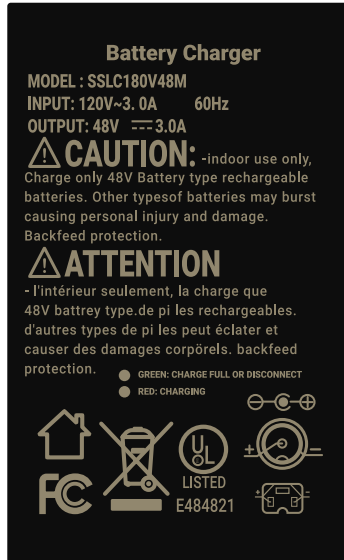 Battery Charger
MODEL : SSLC180V48M
INPUT: 120V~3. 0A 60Hz
OUTPUT: 48V ⎓ 3.0A
CAUTION: -indoor use only,
Charge only 48V Battery type rechargeable
batteries. Other typesof batteries may burst
causing personal injury and damage.
Backfeed protection.
ATTENTION
- l'intérieur seulement, la charge que
48V battrey type.de pi les rechargeables.
d'autres types de pi les peut éclater et
causer des damages corpörels. backfeed
protection.
GREEN: CHARGE FULL OR DISCONNECT
RED: CHARGING
FC
UL
LISTED
E484821